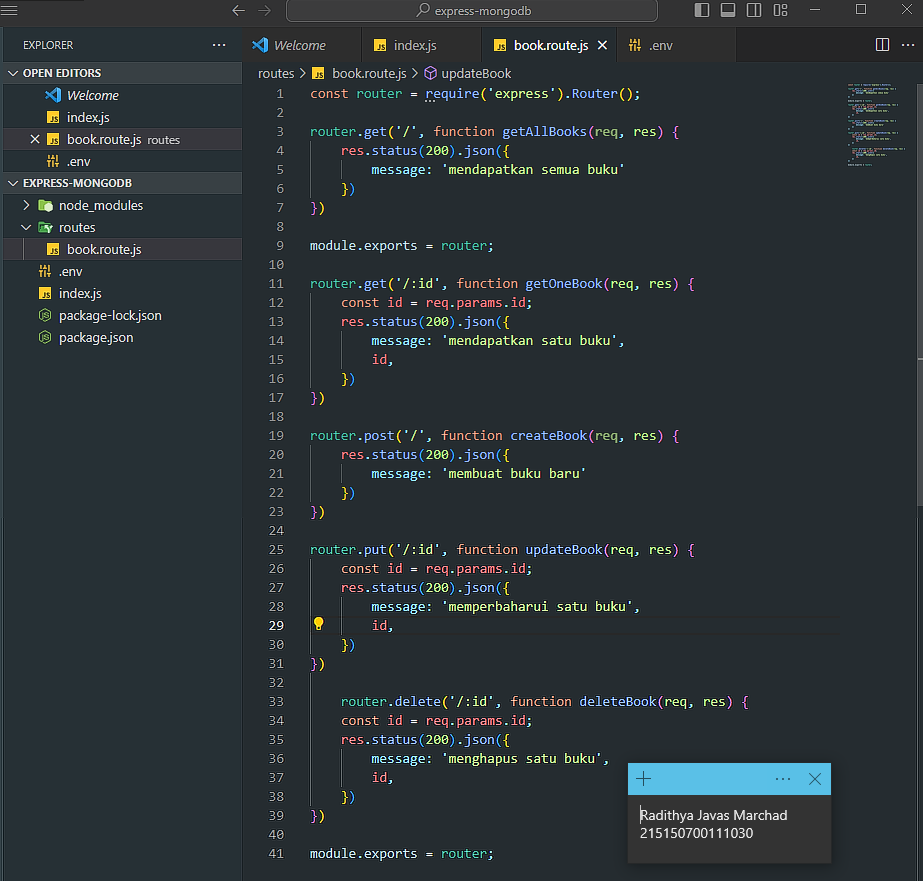 express-mongodb
EXPLORER
Welcome
index.js
book.route.js
.env
OPEN EDITORS
Welcome
index.js
book.route.js routes
.env
EXPRESS-MONGODB
node_modules
routes
book.route.js
.env
index.js
package-lock.json
package.json
routes > book.route.js > updateBook
1 const router = require('express').Router();
2
3 router.get('/', function getAllBooks(req, res) {
4     res.status(200).json({
5         message: 'mendapatkan semua buku'
6     })
7 })
8
9 module.exports = router;
10
11 router.get('/:id', function getOneBook(req, res) {
12     const id = req.params.id;
13     res.status(200).json({
14         message: 'mendapatkan satu buku',
15         id,
16     })
17 })
18
19 router.post('/', function createBook(req, res) {
20     res.status(200).json({
21         message: 'membuat buku baru'
22     })
23 })
24
25 router.put('/:id', function updateBook(req, res) {
26     const id = req.params.id;
27     res.status(200).json({
28         message: 'memperbaharui satu buku',
29         id,
30     })
31 })
32
33     router.delete('/:id', function deleteBook(req, res) {
34     const id = req.params.id;
35     res.status(200).json({
36         message: 'menghapus satu buku',
37         id,
38     })
39 })
40
41 module.exports = router;
Radithya Javas Marchad
215150700111030